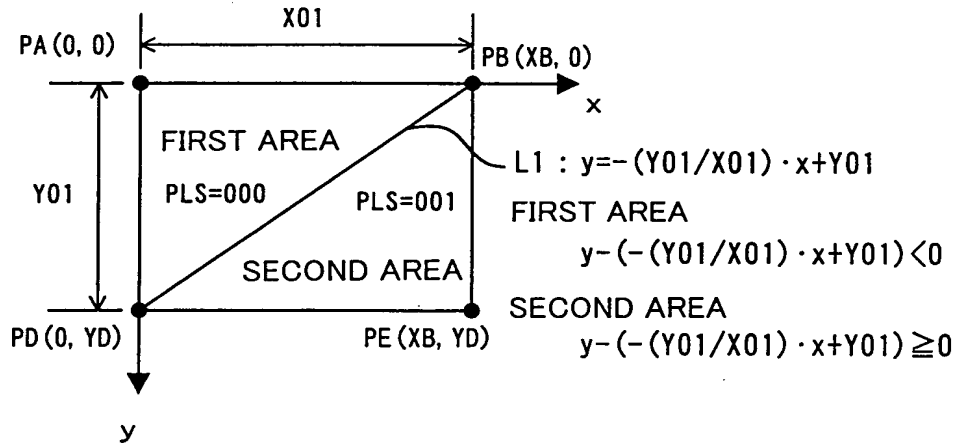 X01
PA(0, 0)
PB(XB, 0)
x
FIRST AREA
L1 : y=-(Y01/X01)·x+Y01
Y01
PLS=000
PLS=001
FIRST AREA
y-(-(Y01/X01)·x+Y01)<0
SECOND AREA
SECOND AREA
PD(0, YD)
PE(XB, YD)
y-(-(Y01/X01)·x+Y01)≧0
y